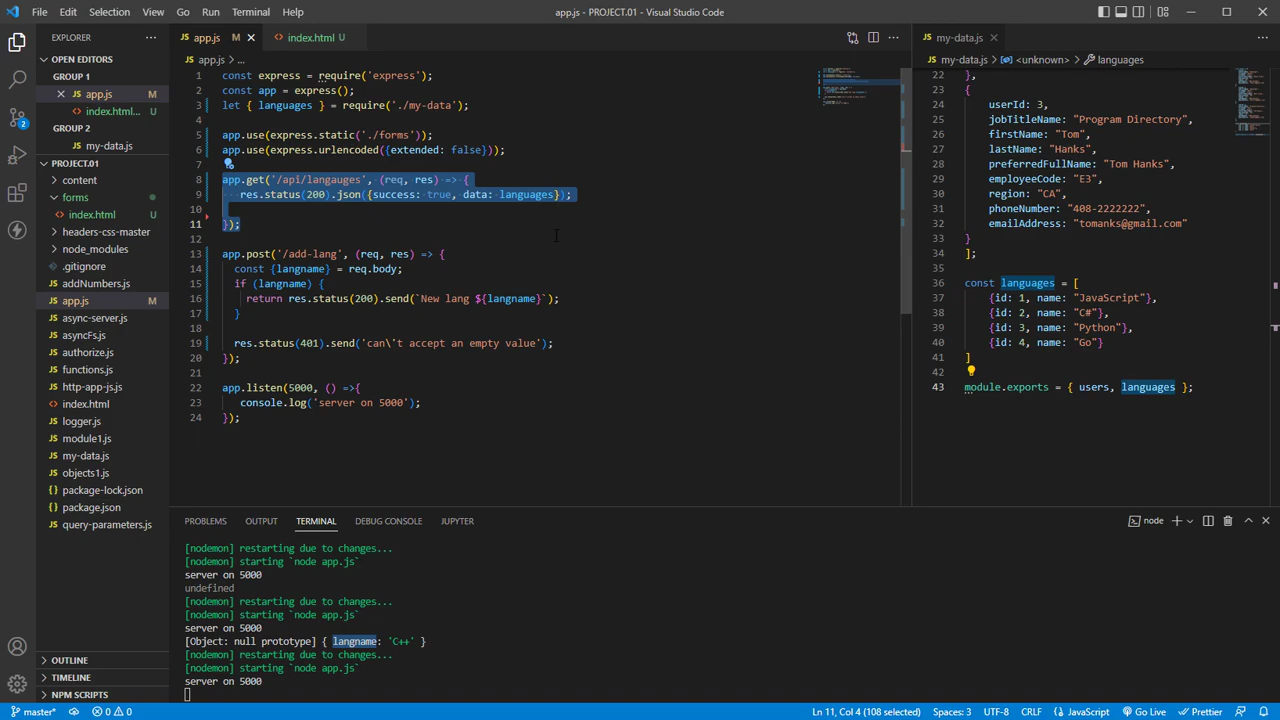 File Edit Selection View Go Run Terminal Help
app.js - PROJECT.01 - Visual Studio Code
EXPLORER
OPEN EDITORS
GROUP 1
app.js M
index.html... U
GROUP 2
my-data.js
PROJECT.01
content
forms
index.html U
headers-css-master
node_modules
.gitignore
addNumbers.js
app.js M
async-server.js
asyncFs.js
authorize.js
functions.js
http-app-js.js
index.html
logger.js
module1.js
my-data.js
objects1.js
package-lock.json
package.json
query-parameters.js
OUTLINE
TIMELINE
NPM SCRIPTS
app.js M
index.html U
app.js > ...
1 const express = require('express');
2 const app = express();
3 let { languages } = require('./my-data');
4
5 app.use(express.static('./forms'));
6 app.use(express.urlencoded({extended: false}));
7
8 app.get('/api/langauges', (req, res) => {
9 res.status(200).json({success: true, data: languages});
10
11 });
12
13 app.post('/add-lang', (req, res) => {
14 const {langname} = req.body;
15 if (langname) {
16 return res.status(200).send(`New lang ${langname}`);
17 }
18
19 res.status(401).send('can\'t accept an empty value');
20 });
21
22 app.listen(5000, () =>{
23 console.log('server on 5000');
24 });
my-data.js
my-data.js > <unknown> > languages
22 },
23 {
24 userId: 3,
25 jobTitleName: "Program Directory",
26 firstName: "Tom",
27 lastName: "Hanks",
28 preferredFullName: "Tom Hanks",
29 employeeCode: "E3",
30 region: "CA",
31 phoneNumber: "408-2222222",
32 emailAddress: "tomanks@gmail.com"
33 }
34 ];
35
36 const languages = [
37 {id: 1, name: "JavaScript"},
38 {id: 2, name: "C#"},
39 {id: 3, name: "Python"},
40 {id: 4, name: "Go"}
41 ]
42
43 module.exports = { users, languages };
PROBLEMS OUTPUT TERMINAL DEBUG CONSOLE JUPYTER
node
[nodemon] restarting due to changes...
[nodemon] starting `node app.js`
server on 5000
undefined
[nodemon] restarting due to changes...
[nodemon] starting `node app.js`
server on 5000
[Object: null prototype] { langname: 'C++' }
[nodemon] restarting due to changes...
[nodemon] starting `node app.js`
server on 5000
2
master* 0 0
Ln 11, Col 4 (108 selected) Spaces: 3 UTF-8 CRLF JavaScript Go Live Prettier